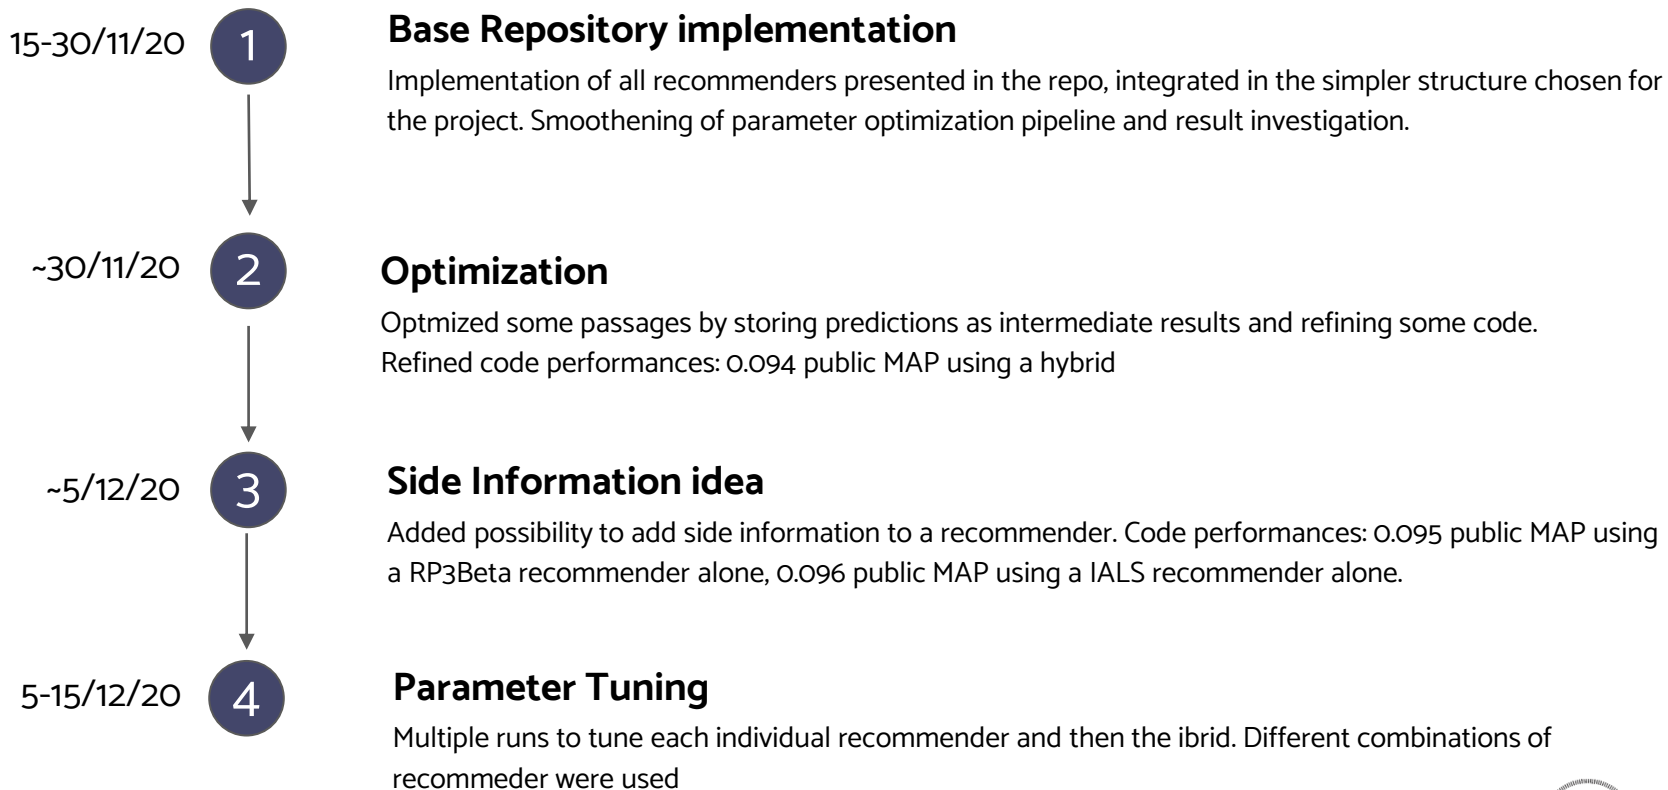 15-30/11/20
1
Base Repository implementation
Implementation of all recommenders presented in the repo, integrated in the simpler structure chosen for
the project. Smoothening of parameter optimization pipeline and result investigation.
~30/11/20
2
Optimization
Optmized some passages by storing predictions as intermediate results and refining some code.
Refined code performances: 0.094 public MAP using a hybrid
~5/12/20
3
Side Information idea
Added possibility to add side information to a recommender. Code performances: 0.095 public MAP using
a RP3Beta recommender alone, 0.096 public MAP using a IALS recommender alone.
5-15/12/20
4
Parameter Tuning
Multiple runs to tune each individual recommender and then the ibrid. Different combinations of
recommeder were used